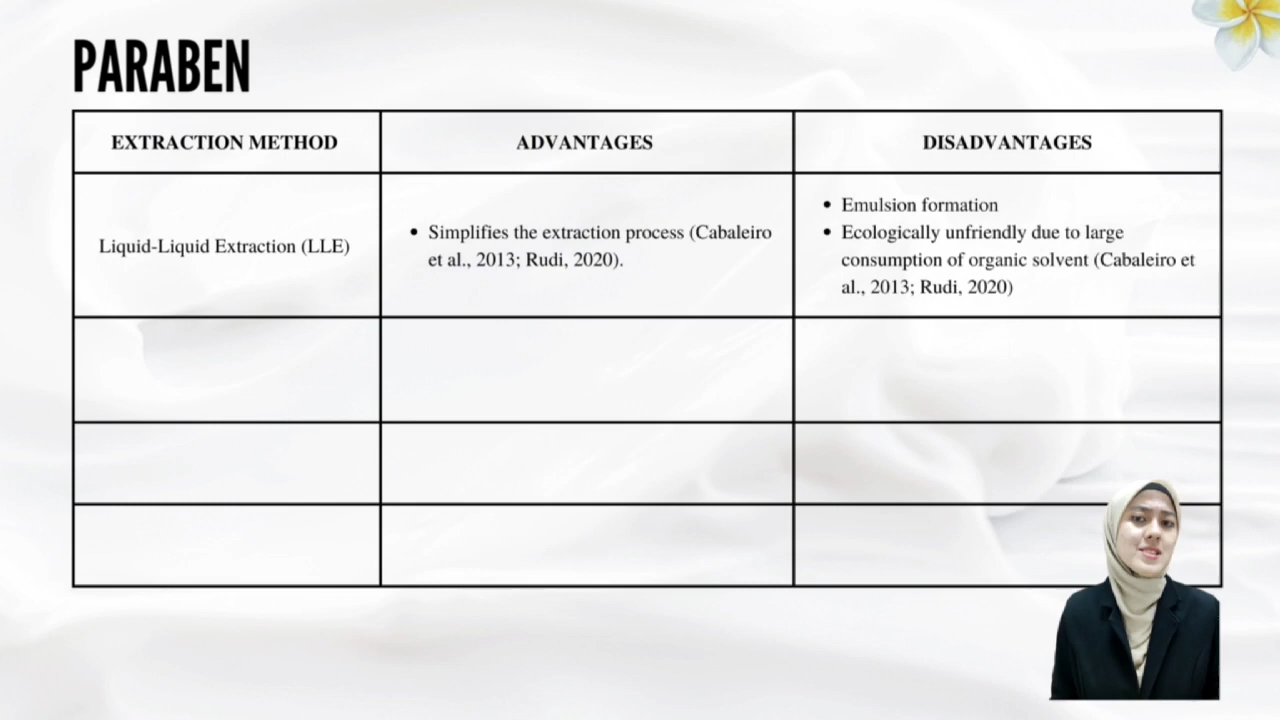 PARABEN
EXTRACTION METHOD
ADVANTAGES
DISADVANTAGES
Liquid-Liquid Extraction (LLE)
• Simplifies the extraction process (Cabaleiro
et al., 2013; Rudi, 2020).
• Emulsion formation
• Ecologically unfriendly due to large
consumption of organic solvent (Cabaleiro et
al., 2013; Rudi, 2020)